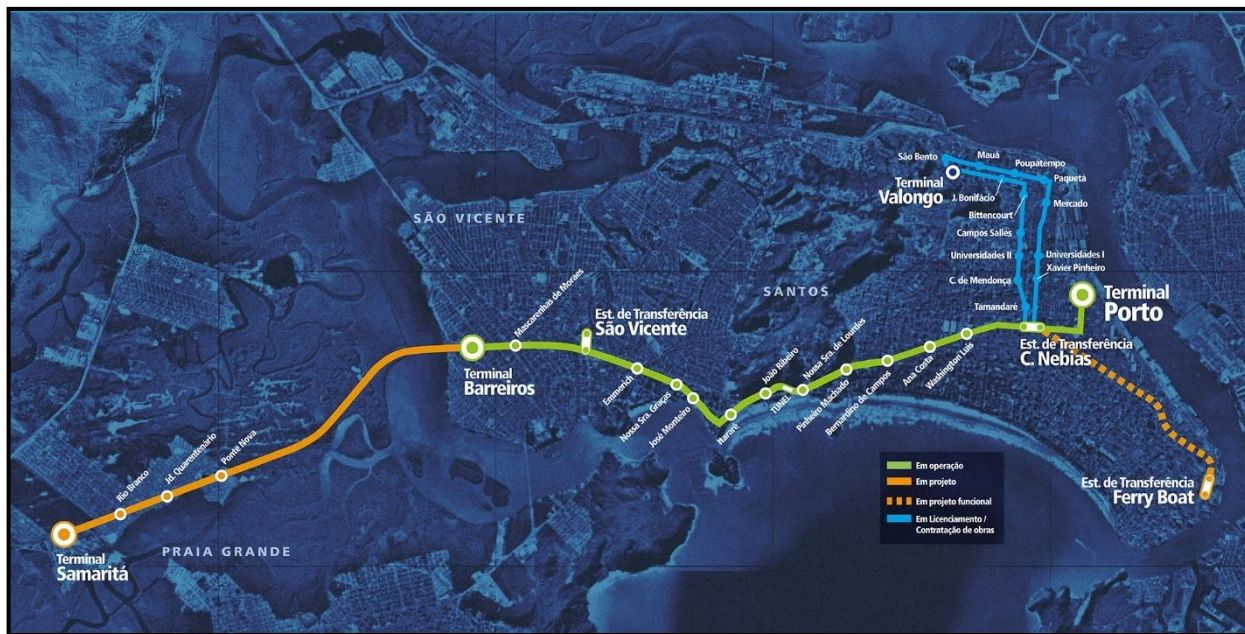 SÃO VICENTE
SANTOS
PRAIA GRANDE
Terminal
Samaritá
Rio Branco
Jd. Quarentenário
Ponte Nova
Terminal
Barreiros
Mascarenhas de Moraes
Est. de Transferência
São Vicente
Emmerich
Nossa Sra. Graças
José Monteiro
Itararé
João Ribeiro
TÚNEL
Nossa Sra. de Lourdes
Pinheiro Machado
Bernardino de Campos
Ana Costa
Washington Luis
Est. de Transferência
C. Nebias
Terminal
Porto
São Bento
Mauá
Poupatempo
Paquetá
Terminal
Valongo
J. Bonifácio
Mercado
Bittencourt
Campos Salles
Universidades II
Universidades I
Xavier Pinheiro
C. de Mendonça
Tamandaré
Est. de Transferência
Ferry Boat
Em operação
Em projeto
Em projeto funcional
Em Licenciamento /
Contratação de obras